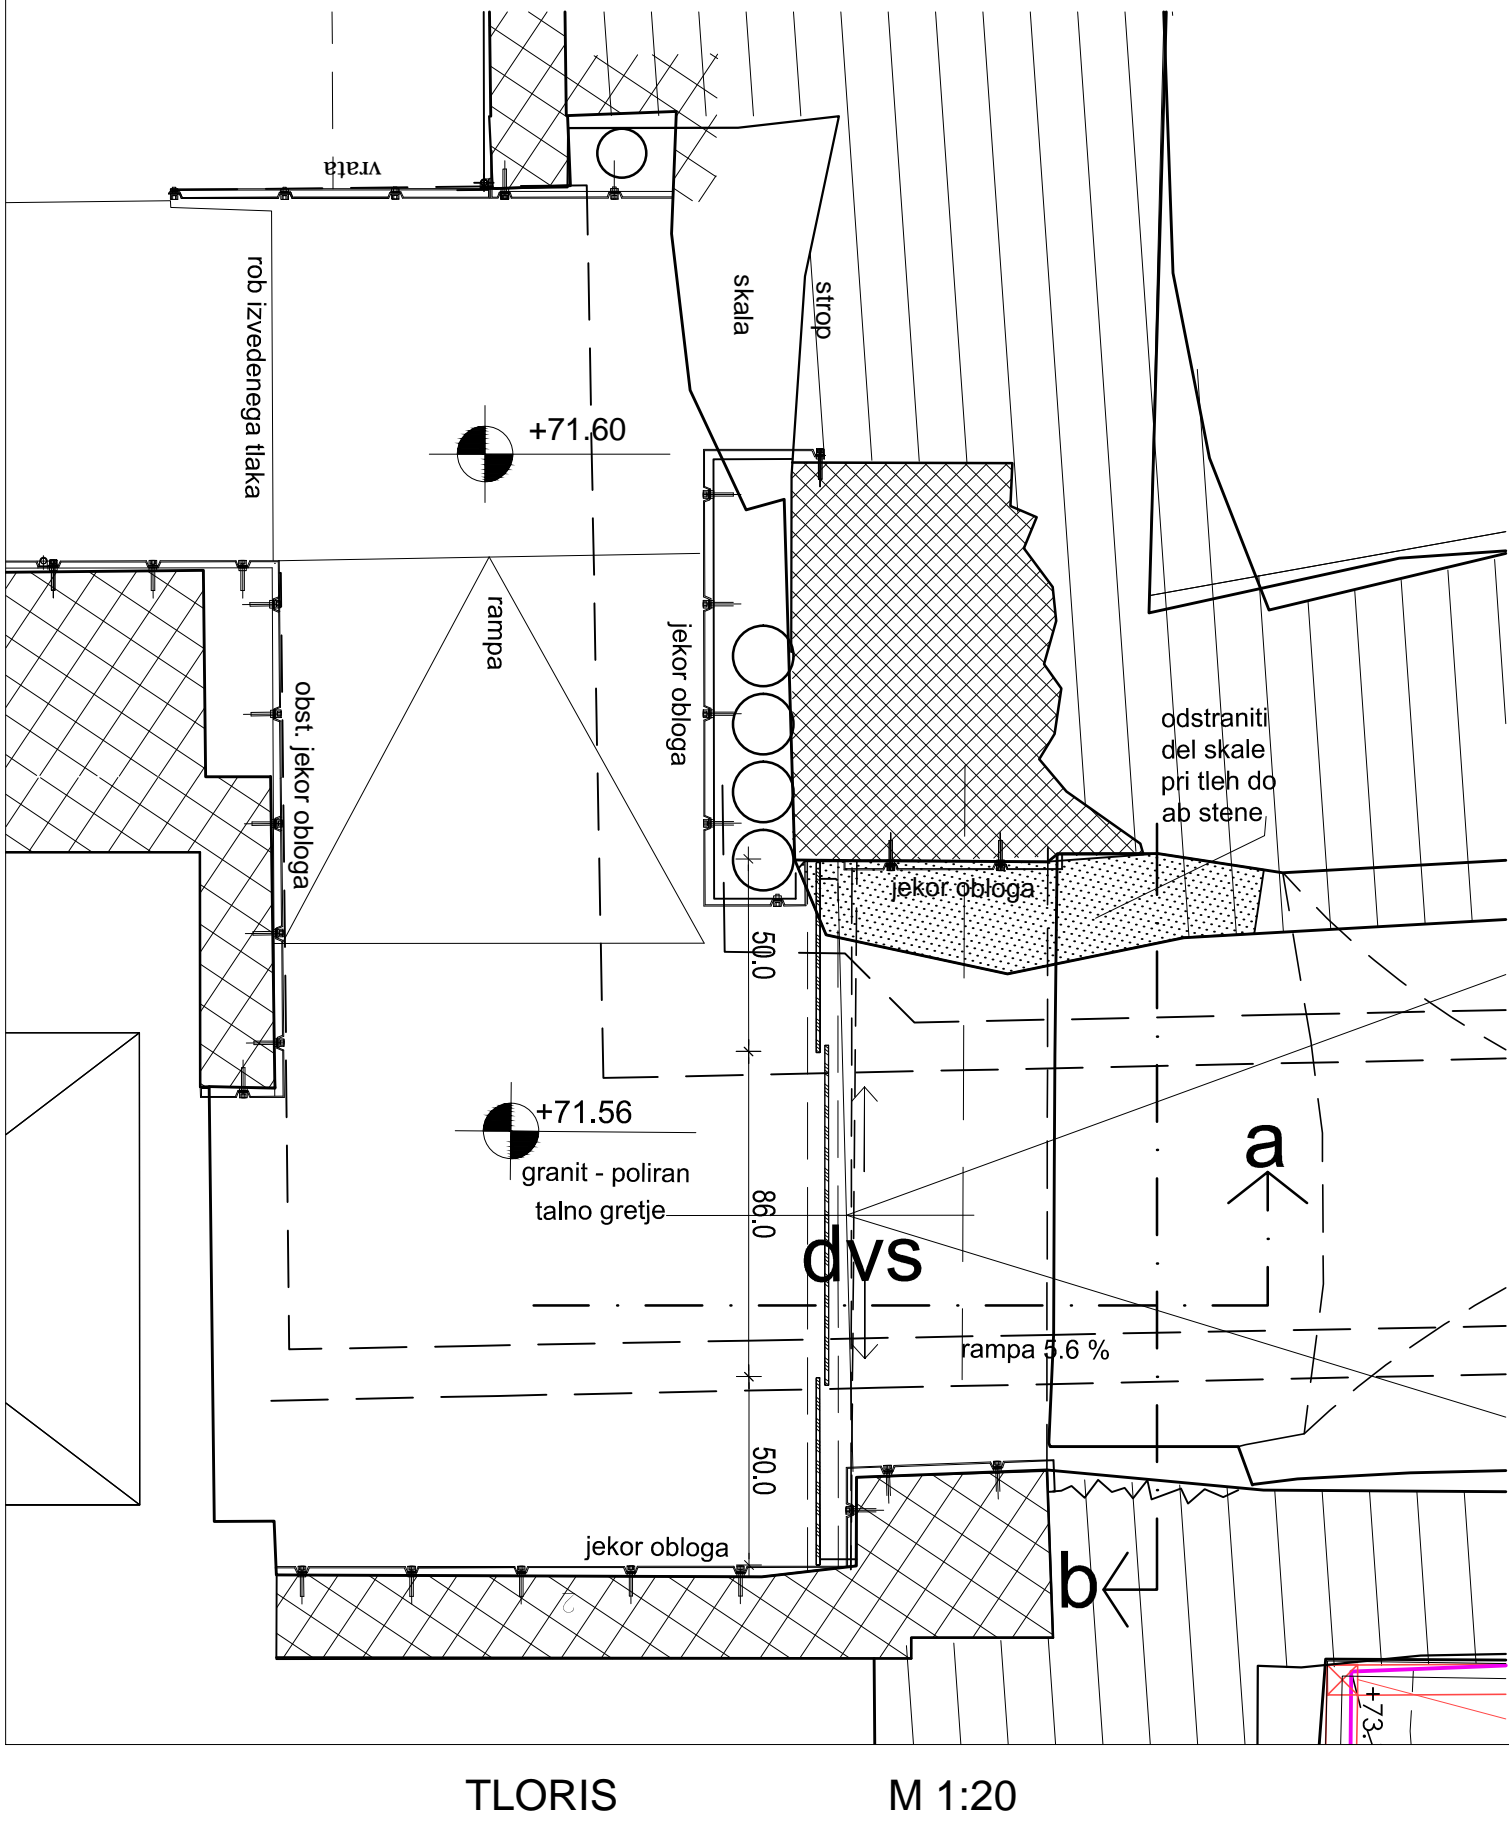 vrata
rob izvedenega tlaka
skala
strop
+71.60
rampa
jekor obloga
obst. jekor obloga
odstraniti
del skale
pri tleh do
ab stene
jekor obloga
50.0
+71.56
granit - poliran
talno gretje
86.0
a
dvs
rampa 5.6 %
50.0
jekor obloga
b
+73.
TLORIS M 1:20